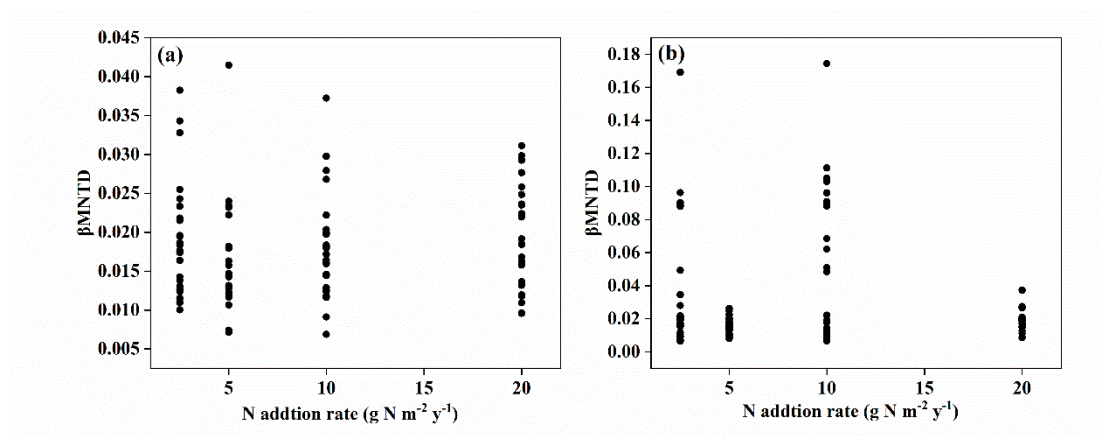 (a)
0.045
0.040
0.035
0.030
0.025
0.020
0.015
0.010
0.005
βMNTD
5 10 15 20
N addtion rate (g N m⁻² y⁻¹)
(b)
0.18
0.16
0.14
0.12
0.10
0.08
0.06
0.04
0.02
0.00
βMNTD
5 10 15 20
N addtion rate (g N m⁻² y⁻¹)